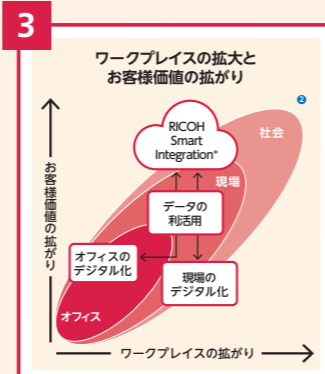 3
ワークプレイスの拡大と
お客様価値の拡がり
❷
社会
RICOH
Smart
Integration*
現場
データの
利活用
お客様価値の拡がり
オフィスの
デジタル化
現場の
デジタル化
オフィス
ワークプレイスの拡がり